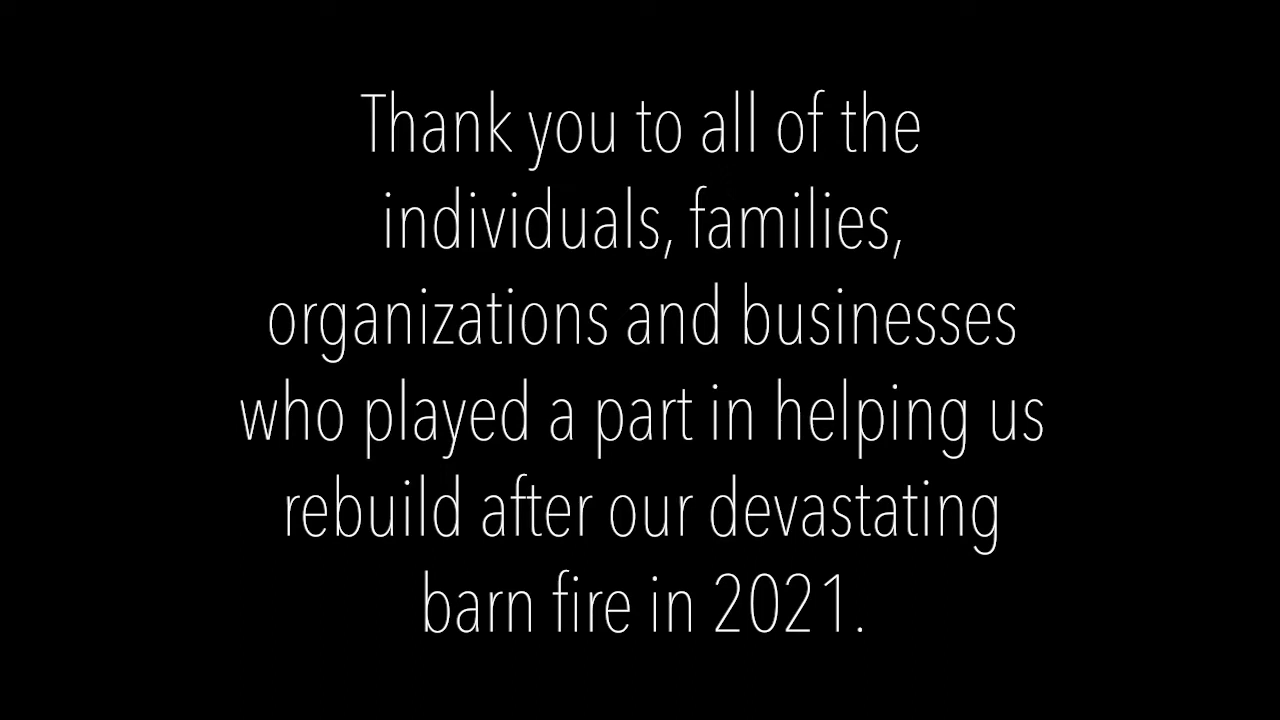 Thank you to all of the
individuals, families,
organizations and businesses
who played a part in helping us
rebuild after our devastating
barn fire in 2021.